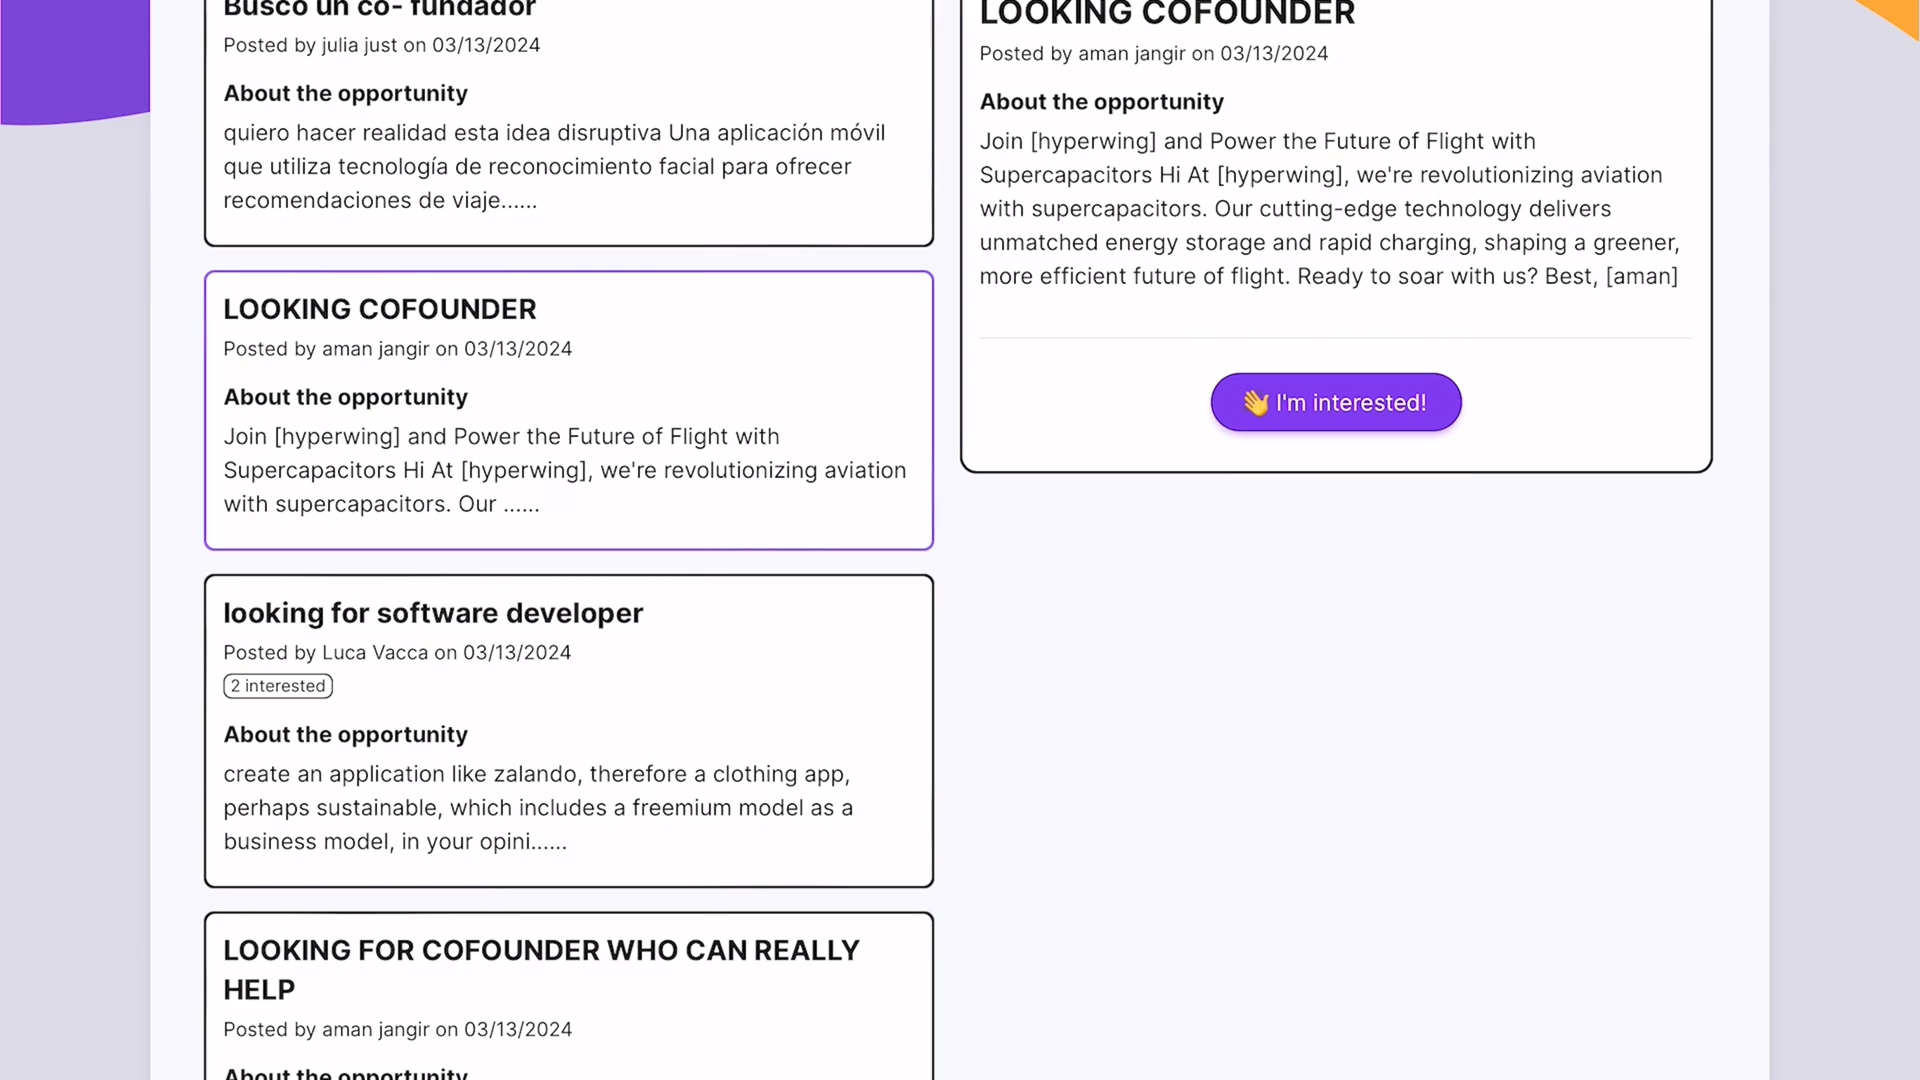 Busco un co- fundador
Posted by julia just on 03/13/2024
About the opportunity
quiero hacer realidad esta idea disruptiva Una aplicación móvil
que utiliza tecnología de reconocimiento facial para ofrecer
recomendaciones de viaje......
LOOKING COFOUNDER
Posted by aman jangir on 03/13/2024
About the opportunity
Join [hyperwing] and Power the Future of Flight with
Supercapacitors Hi At [hyperwing], we're revolutionizing aviation
with supercapacitors. Our ......
looking for software developer
Posted by Luca Vacca on 03/13/2024
2 interested
About the opportunity
create an application like zalando, therefore a clothing app,
perhaps sustainable, which includes a freemium model as a
business model, in your opini......
LOOKING FOR COFOUNDER WHO CAN REALLY
HELP
Posted by aman jangir on 03/13/2024
About the opportunity
LOOKING COFOUNDER
Posted by aman jangir on 03/13/2024
About the opportunity
Join [hyperwing] and Power the Future of Flight with
Supercapacitors Hi At [hyperwing], we're revolutionizing aviation
with supercapacitors. Our cutting-edge technology delivers
unmatched energy storage and rapid charging, shaping a greener,
more efficient future of flight. Ready to soar with us? Best, [aman]
👋 I'm interested!